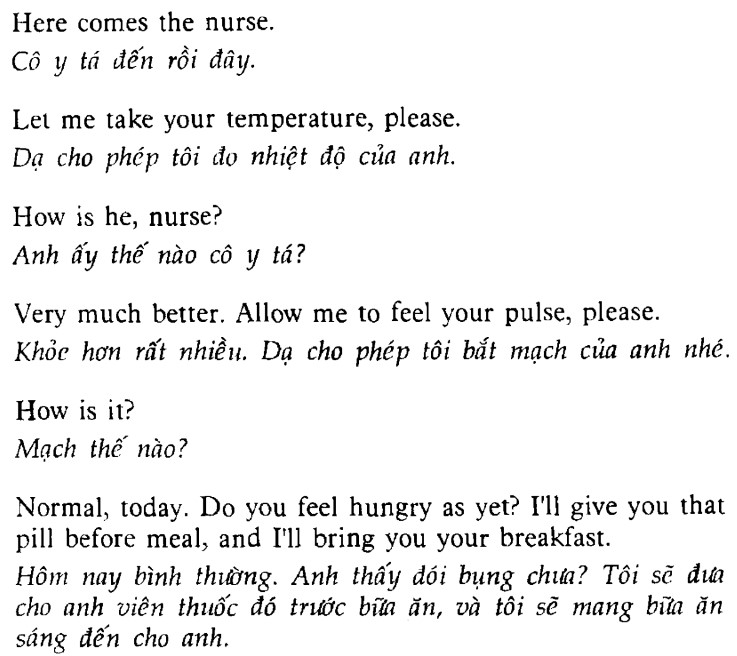 Here comes the nurse.
Cô y tá đến rồi đây.
Let me take your temperature, please.
Dạ cho phép tôi đo nhiệt độ của anh.
How is he, nurse?
Anh ấy thế nào cô y tá?
Very much better. Allow me to feel your pulse, please.
Khỏe hơn rất nhiều. Dạ cho phép tôi bắt mạch của anh nhé.
How is it?
Mạch thế nào?
Normal, today. Do you feel hungry as yet? I'll give you that
pill before meal, and I'll bring you your breakfast.
Hôm nay bình thường. Anh thấy đói bụng chưa? Tôi sẽ đưa
cho anh viên thuốc đó trước bữa ăn, và tôi sẽ mang bữa ăn
sáng đến cho anh.